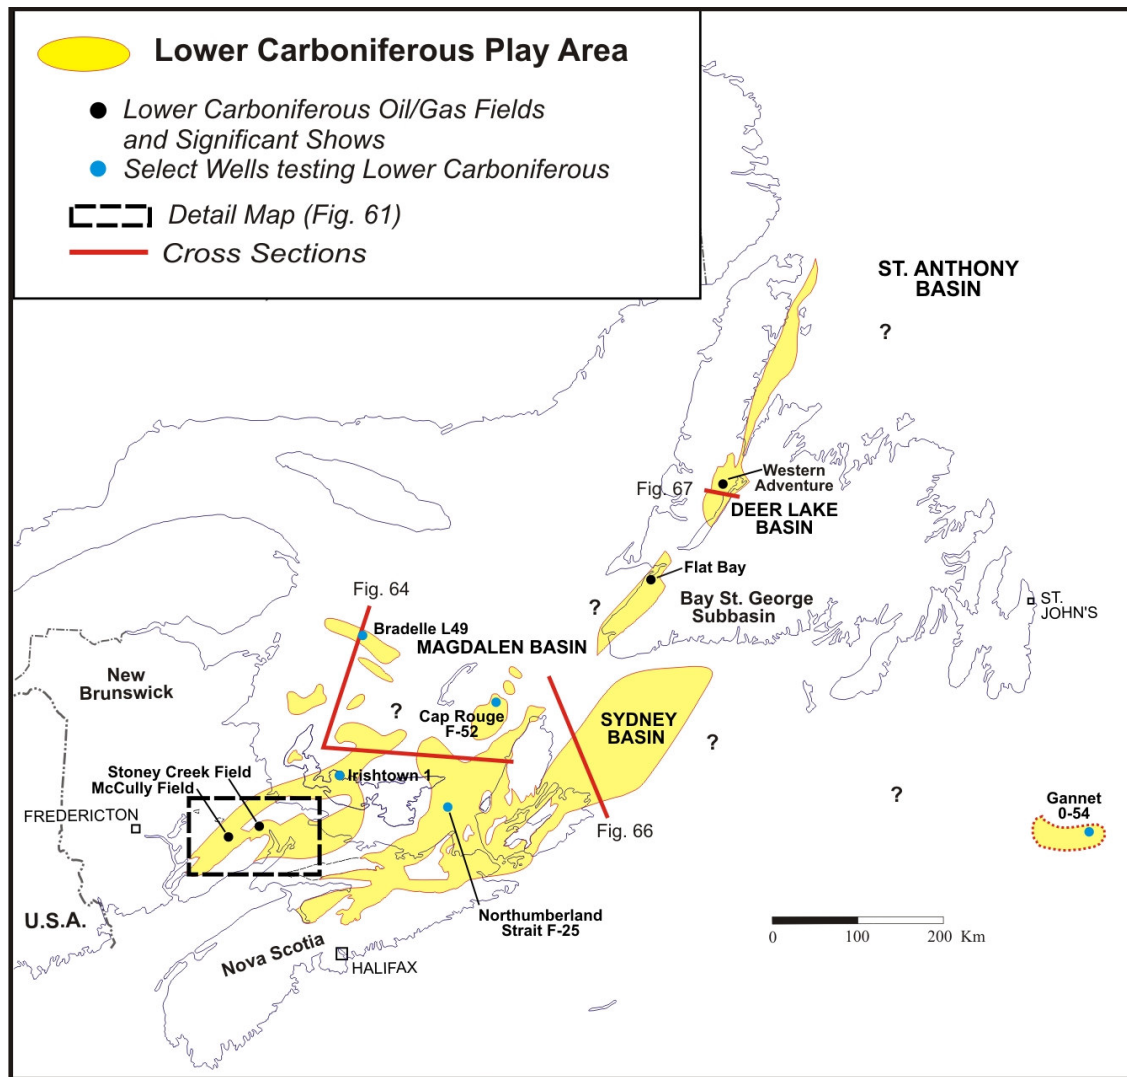 Lower Carboniferous Play Area
Lower Carboniferous Oil/Gas Fields
and Significant Shows
Select Wells testing Lower Carboniferous
Detail Map (Fig. 61)
Cross Sections
ST. ANTHONY
BASIN
?
Western
Adventure
Fig. 67
DEER LAKE
BASIN
Flat Bay
Fig. 64
?
Bay St. George
Subbasin
ST.
JOHN'S
Bradelle L49
MAGDALEN BASIN
New
Brunswick
?
Cap Rouge
F-52
SYDNEY
BASIN
?
Stoney Creek Field
McCully Field
Irishtown 1
FREDERICTON
?
Fig. 66
Gannet
0-54
U.S.A.
Northumberland
Strait F-25
Nova Scotia
HALIFAX
0 100 200 Km